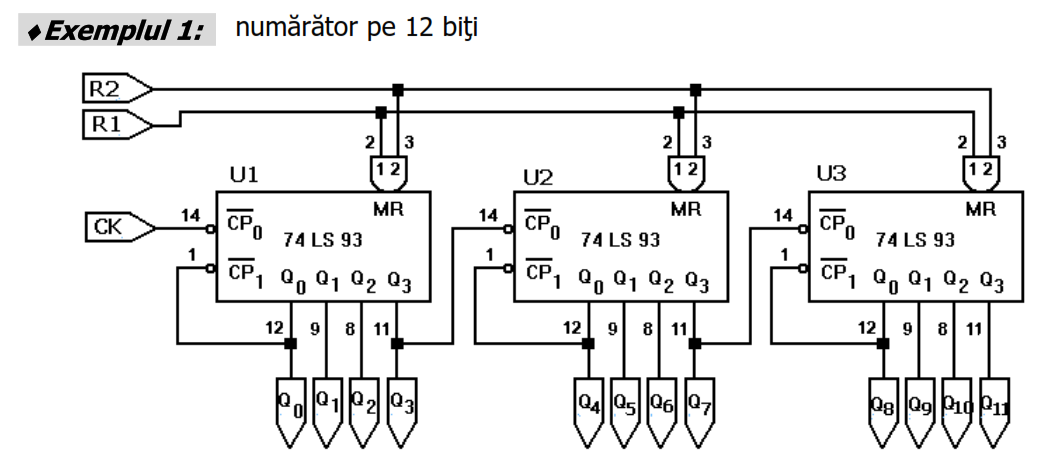 ♦Exemplul 1: numărător pe 12 biţi
R2
R1
2 3 2 3 2 3
1 2 1 2 1 2
U1 U2 U3
MR MR MR
14 14 14
CK
CP0 CP0 CP0
74 LS 93 74 LS 93 74 LS 93
1 1 1
CP1 Q0 Q1 Q2 Q3 CP1 Q0 Q1 Q2 Q3 CP1 Q0 Q1 Q2 Q3
12 9 8 11 12 9 8 11 12 9 8 11
Q0 Q1 Q2 Q3 Q4 Q5 Q6 Q7 Q8 Q9 Q10 Q11